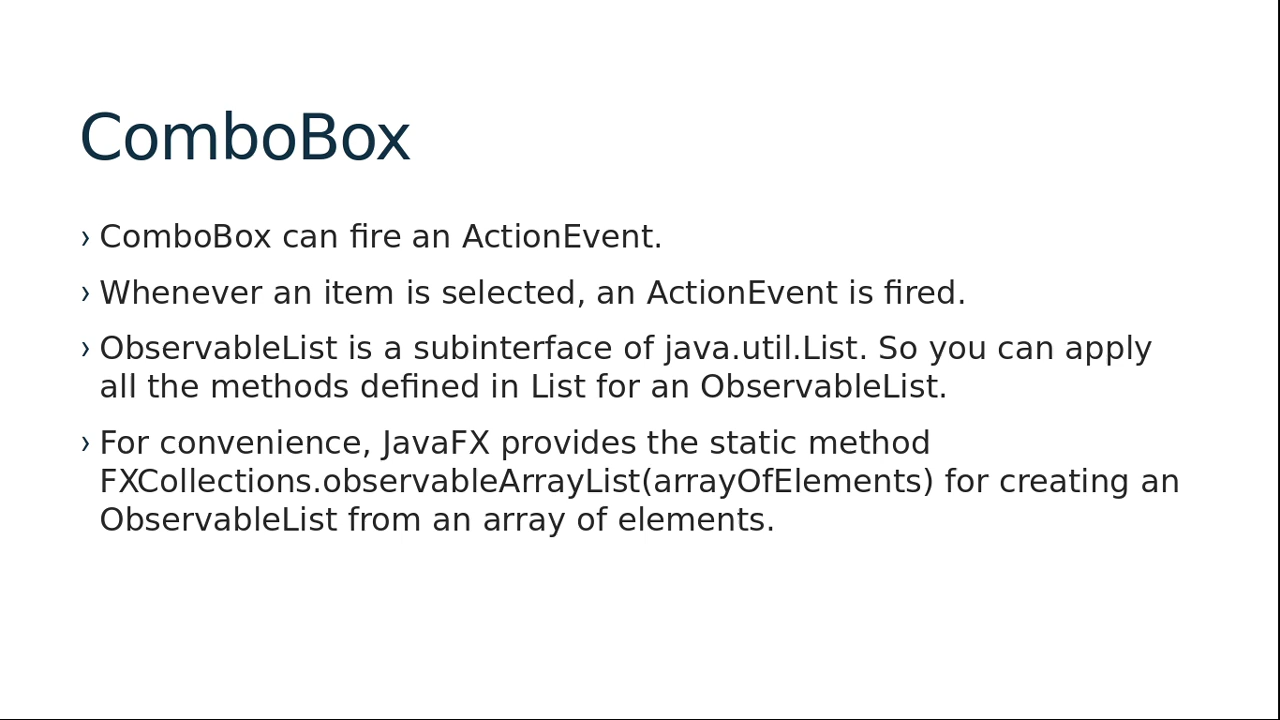 ComboBox
› ComboBox can fire an ActionEvent.
› Whenever an item is selected, an ActionEvent is fired.
› ObservableList is a subinterface of java.util.List. So you can apply
all the methods defined in List for an ObservableList.
› For convenience, JavaFX provides the static method
FXCollections.observableArrayList(arrayOfElements) for creating an
ObservableList from an array of elements.